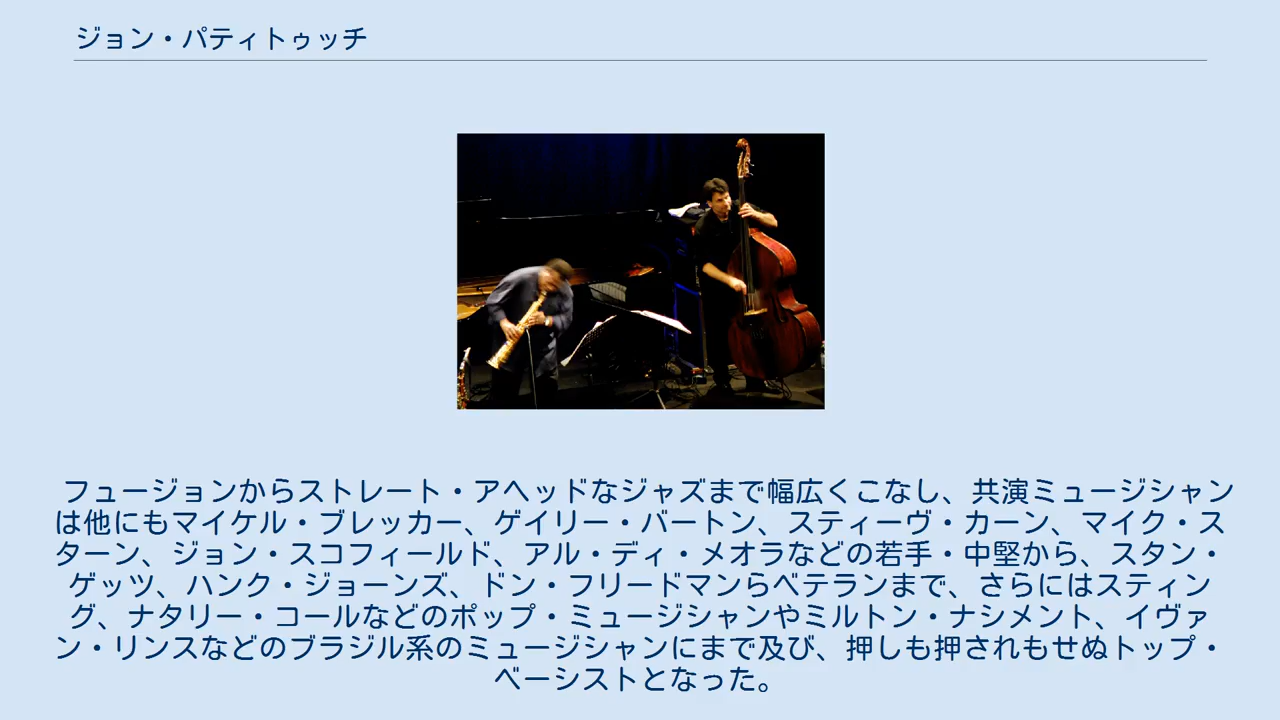 ジョン・パティトゥッチ
フュージョンからストレート・アヘッドなジャズまで幅広くこなし、共演ミュージシャン
は他にもマイケル・ブレッカー、ゲイリー・バートン、スティーヴ・カーン、マイク・ス
ターン、ジョン・スコフィールド、アル・ディ・メオラなどの若手・中堅から、スタン・
ゲッツ、ハンク・ジョーンズ、ドン・フリードマンらベテランまで、さらにはスティン
グ、ナタリー・コールなどのポップ・ミュージシャンやミルトン・ナシメント、イヴァ
ン・リンスなどのブラジル系のミュージシャンにまで及び、押しも押されもせぬトップ・
ベーシストとなった。